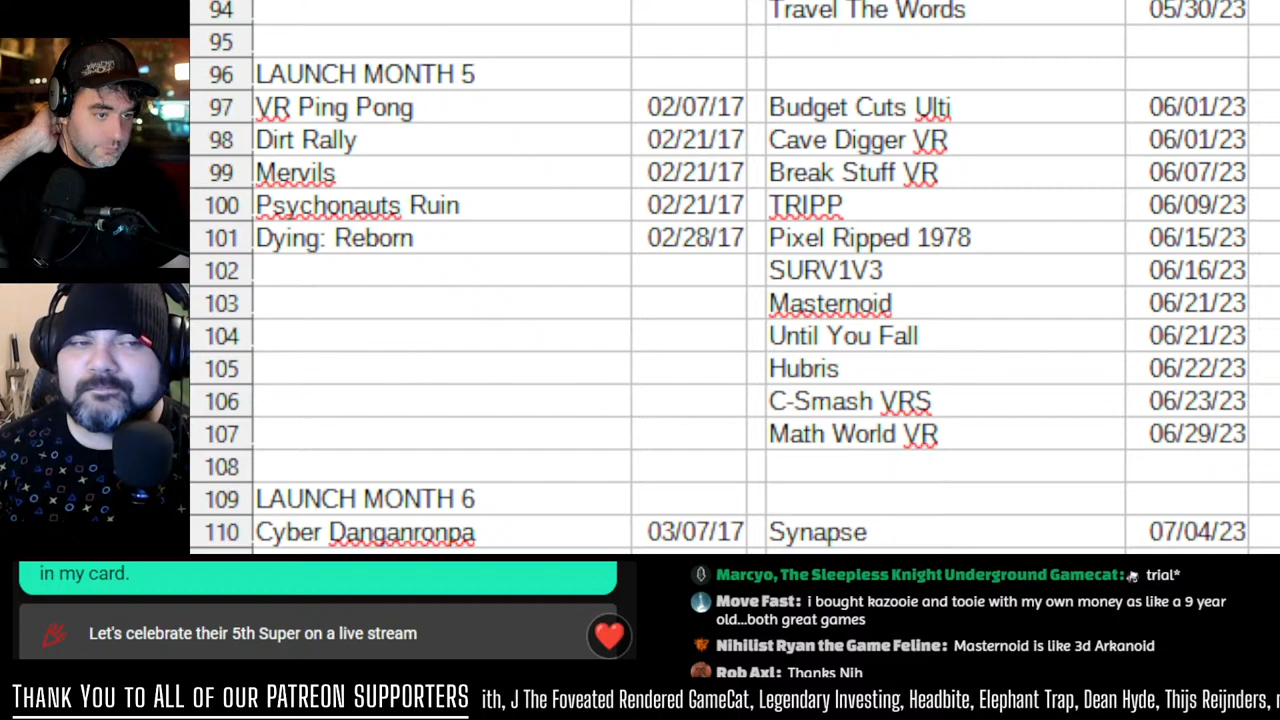 94 Travel The Words 05/30/23
95
96 LAUNCH MONTH 5
97 VR Ping Pong 02/07/17 Budget Cuts Ulti 06/01/23
98 Dirt Rally 02/21/17 Cave Digger VR 06/01/23
99 Mervils 02/21/17 Break Stuff VR 06/07/23
100 Psychonauts Ruin 02/21/17 TRIPP 06/09/23
101 Dying: Reborn 02/28/17 Pixel Ripped 1978 06/15/23
102 SURV1V3 06/16/23
103 Masternoid 06/21/23
104 Until You Fall 06/21/23
105 Hubris 06/22/23
106 C-Smash VRS 06/23/23
107 Math World VR 06/29/23
108
109 LAUNCH MONTH 6
110 Cyber Danganronpa 03/07/17 Synapse 07/04/23
in my card.
Let's celebrate their 5th Super on a live stream
Marcyo, The Sleepless Knight Underground Gamecat: trial*
Move Fast: i bought kazooie and tooie with my own money as like a 9 year
old...both great games
Nihilist Ryan the Game Feline: Masternoid is like 3d Arkanoid
Rob Axl: Thanks Nih
THANK YOU TO ALL OF OUR PATREON SUPPORTERS
ith, J The Foveated Rendered GameCat, Legendary Investing, Headbite, Elephant Trap, Dean Hyde, Thijs Reijnders,